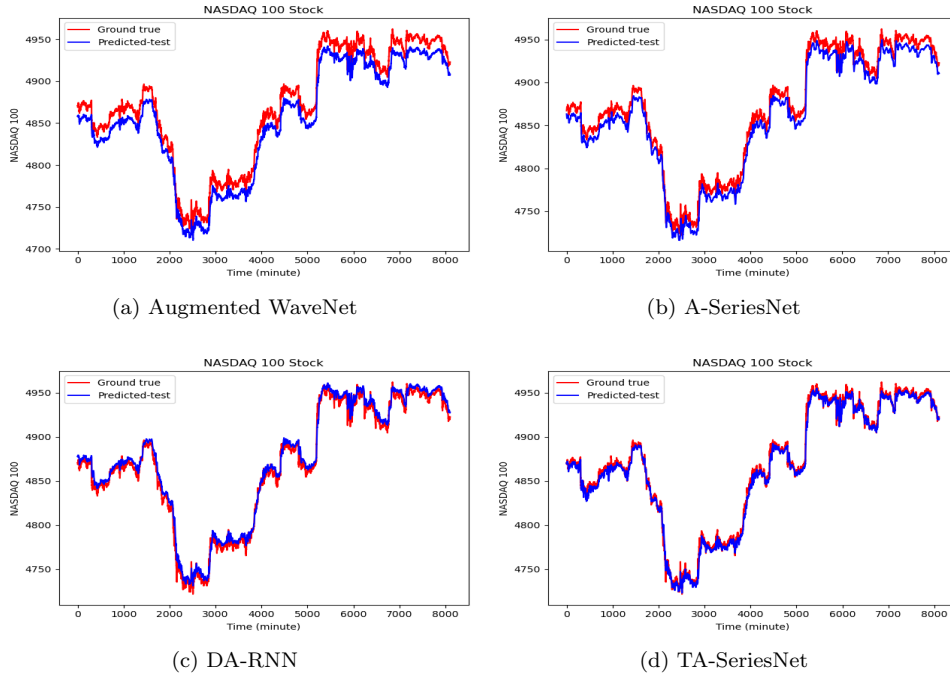 NASDAQ 100 Stock
Ground true
Predicted-test
4950
4900
4850
4800
4750
4700
NASDAQ 100
0 1000 2000 3000 4000 5000 6000 7000 8000
Time (minute)
(a) Augmented WaveNet
NASDAQ 100 Stock
Ground true
Predicted-test
4950
4900
4850
4800
4750
NASDAQ 100
0 1000 2000 3000 4000 5000 6000 7000 8000
Time (minute)
(b) A-SeriesNet
NASDAQ 100 Stock
Ground true
Predicted-test
4950
4900
4850
4800
4750
NASDAQ 100
0 1000 2000 3000 4000 5000 6000 7000 8000
Time (minute)
(c) DA-RNN
NASDAQ 100 Stock
Ground true
Predicted-test
4950
4900
4850
4800
4750
NASDAQ 100
0 1000 2000 3000 4000 5000 6000 7000 8000
Time (minute)
(d) TA-SeriesNet